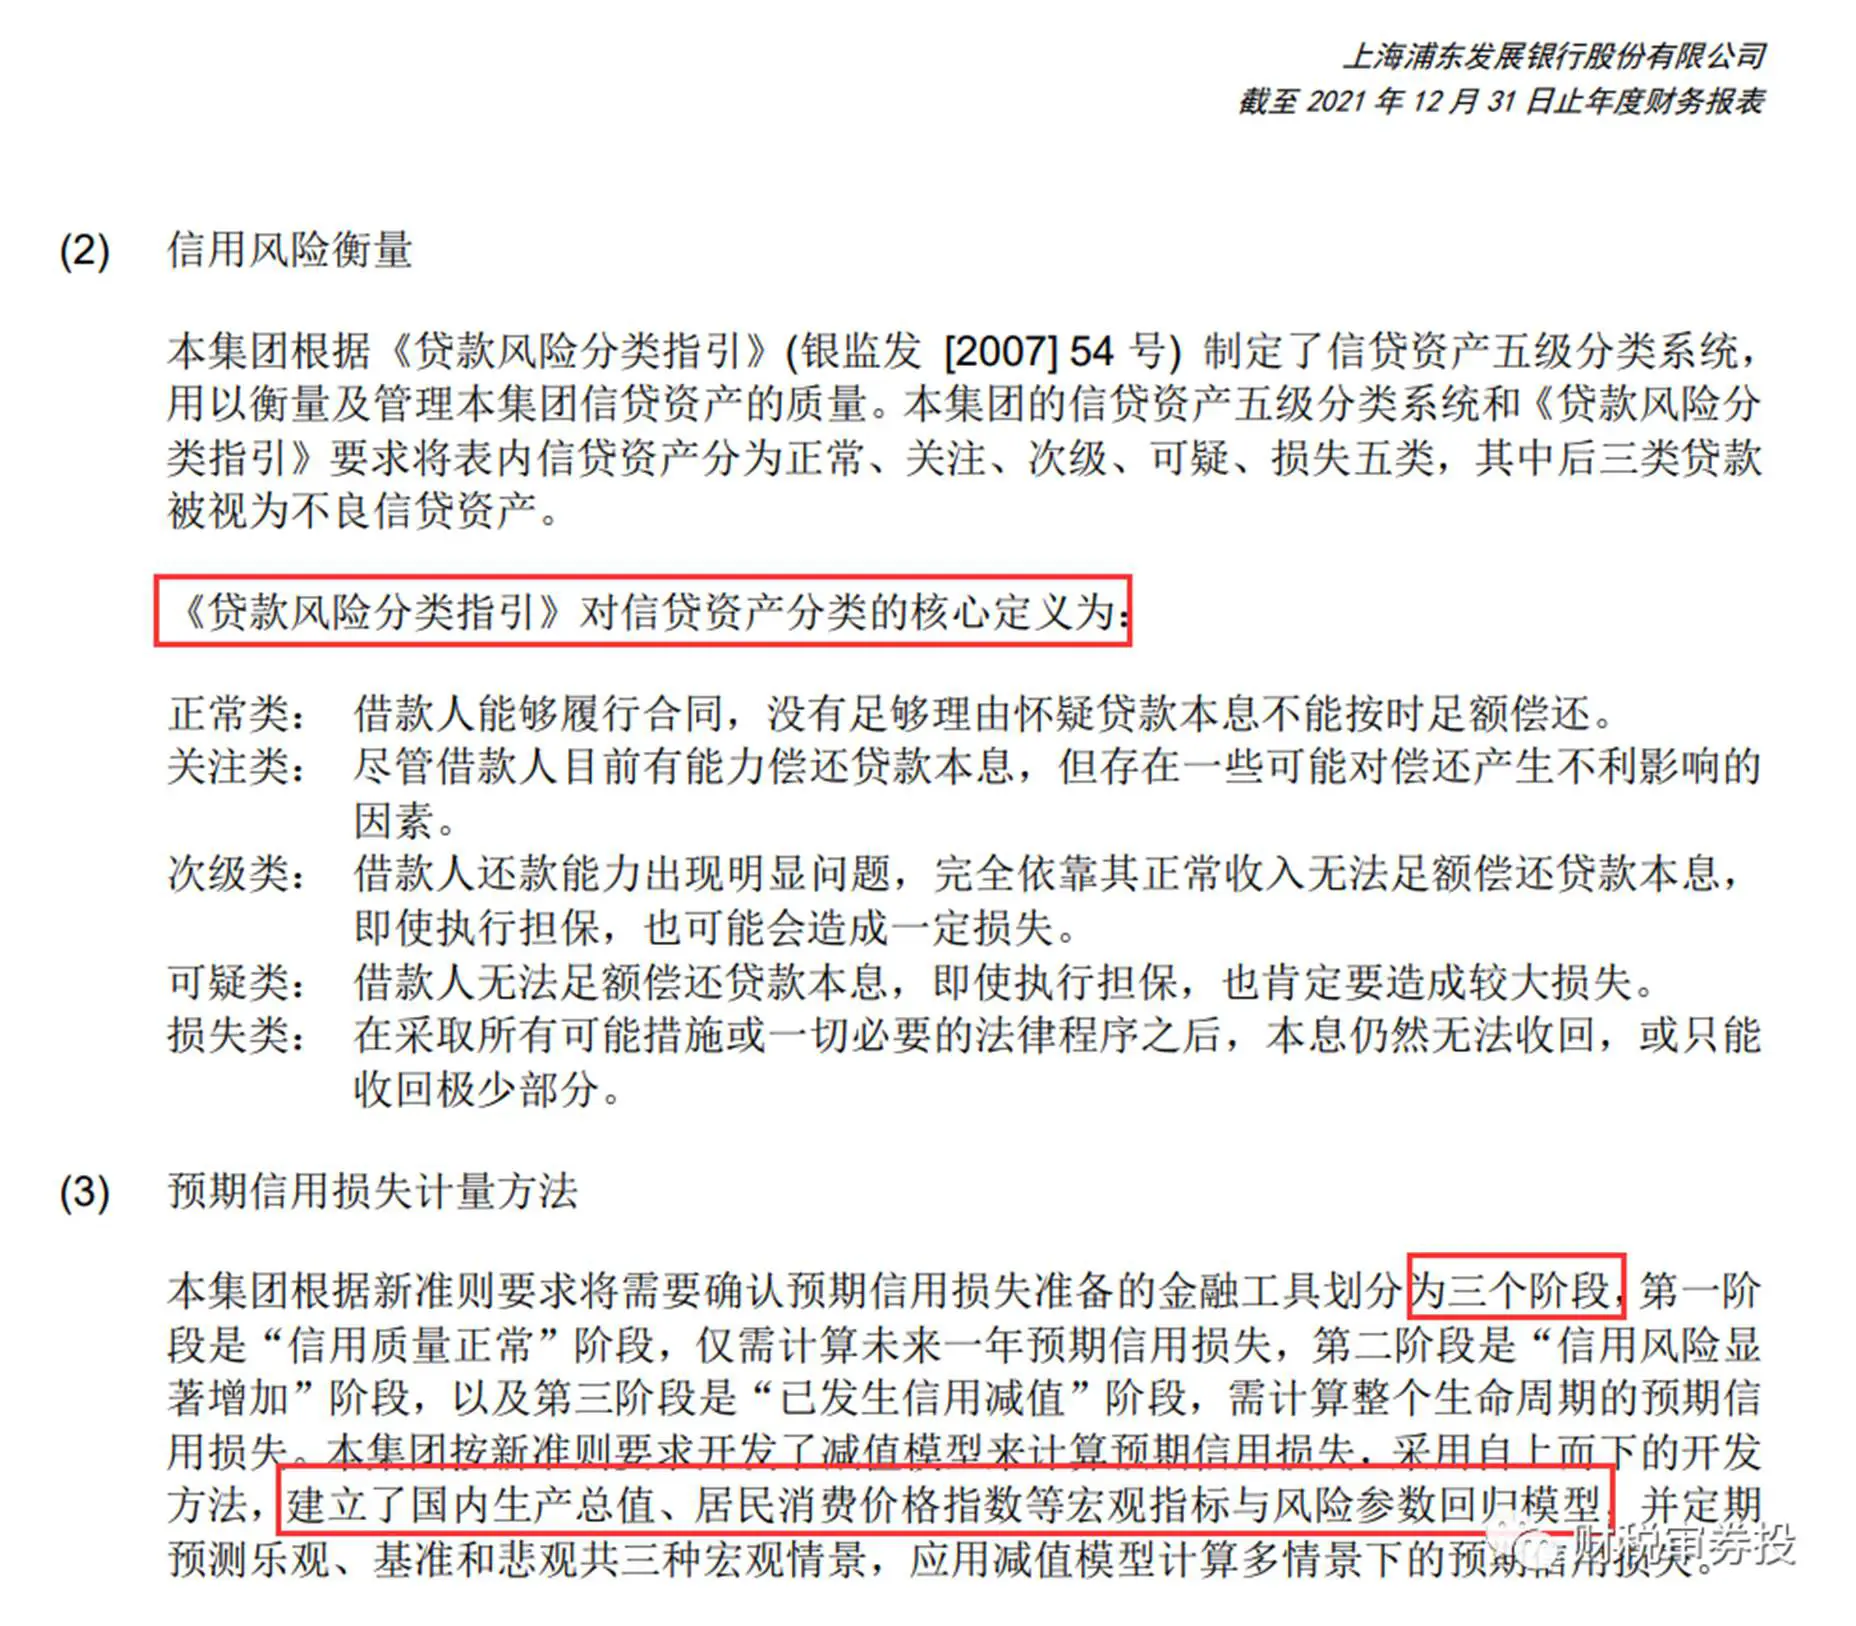 上海浦东发展银行股份有限公司
截至 2021 年 12 月 31 日止年度财务报表
(2) 信用风险衡量
本集团根据《贷款风险分类指引》(银监发 [2007] 54 号) 制定了信贷资产五级分类系统，
用以衡量及管理本集团信贷资产的质量。本集团的信贷资产五级分类系统和《贷款风险分
类指引》要求将表内信贷资产分为正常、关注、次级、可疑、损失五类，其中后三类贷款
被视为不良信贷资产。
《贷款风险分类指引》对信贷资产分类的核心定义为：
正常类： 借款人能够履行合同，没有足够理由怀疑贷款本息不能按时足额偿还。
关注类： 尽管借款人目前有能力偿还贷款本息，但存在一些可能对偿还产生不利影响的
因素。
次级类： 借款人还款能力出现明显问题，完全依靠其正常收入无法足额偿还贷款本息，
即使执行担保，也可能会造成一定损失。
可疑类： 借款人无法足额偿还贷款本息，即使执行担保，也肯定要造成较大损失。
损失类： 在采取所有可能措施或一切必要的法律程序之后，本息仍然无法收回，或只能
收回极少部分。
(3) 预期信用损失计量方法
本集团根据新准则要求将需要确认预期信用损失准备的金融工具划分为三个阶段，第一阶
段是“信用质量正常”阶段，仅需计算未来一年预期信用损失，第二阶段是“信用风险显
著增加”阶段，以及第三阶段是“已发生信用减值”阶段，需计算整个生命周期的预期信
用损失。本集团按新准则要求开发了减值模型来计算预期信用损失，采用自上而下的开发
方法，建立了国内生产总值、居民消费价格指数等宏观指标与风险参数回归模型，并定期
预测乐观、基准和悲观共三种宏观情景，应用减值模型计算多情景下的预期信用损失。
财税审券投